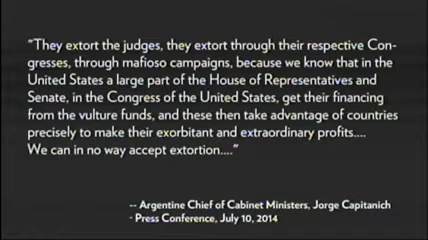 "They extort the judges, they extort through their respective Con-
gresses, through mafioso campaigns, because we know that in the
United States a large part of the House of Representatives and
Senate, in the Congress of the United States, get their financing
from the vulture funds, and these then take advantage of countries
precisely to make their exorbitant and extraordinary profits....
We can in no way accept extortion...."
-- Argentine Chief of Cabinet Ministers, Jorge Capitanich
- Press Conference, July 10, 2014